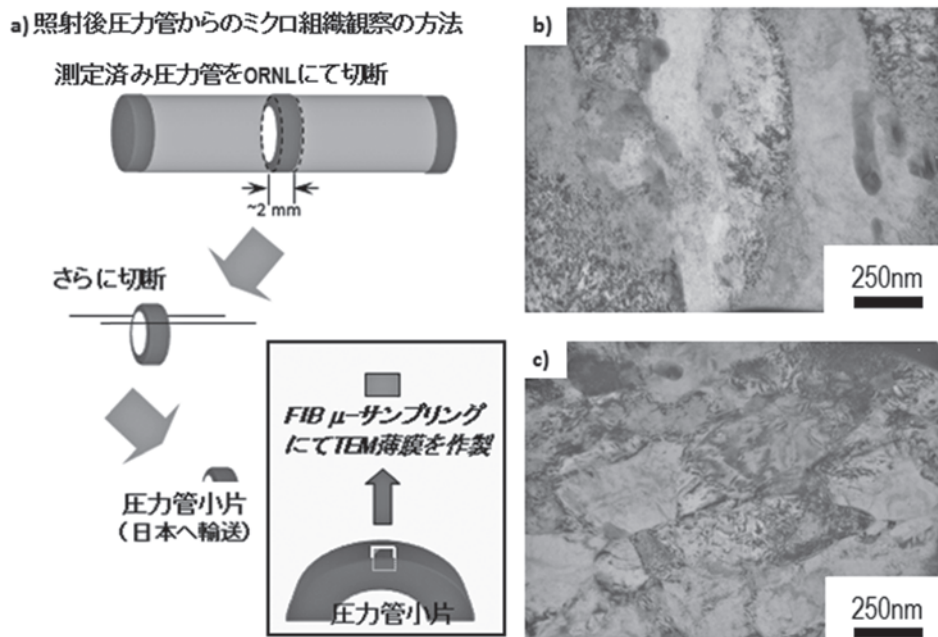 a) 照射後圧力管からのミクロ組織観察の方法
測定済み圧力管をORNLにて切断
~2 mm
さらに切断
圧力管小片
(日本へ輸送)
FIB μ-サンプリング
にてTEM薄膜を作製
圧力管小片
b)
250nm
c)
250nm